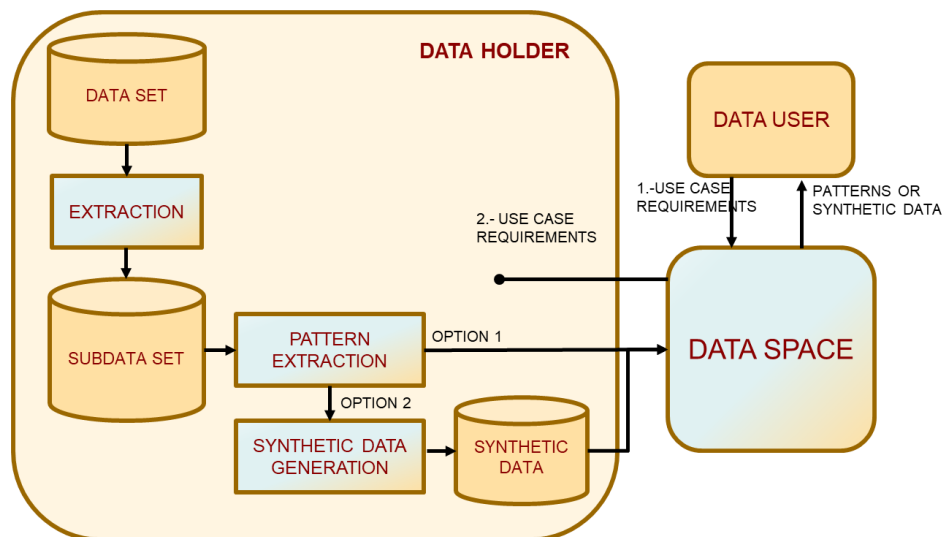 DATA HOLDER
DATA SET
DATA USER
EXTRACTION
1.-USE CASE
REQUIREMENTS
PATTERNS OR
SYNTHETIC DATA
2.- USE CASE
REQUIREMENTS
SUBDATA SET
PATTERN
EXTRACTION
OPTION 1
DATA SPACE
OPTION 2
SYNTHETIC DATA
GENERATION
SYNTHETIC
DATA